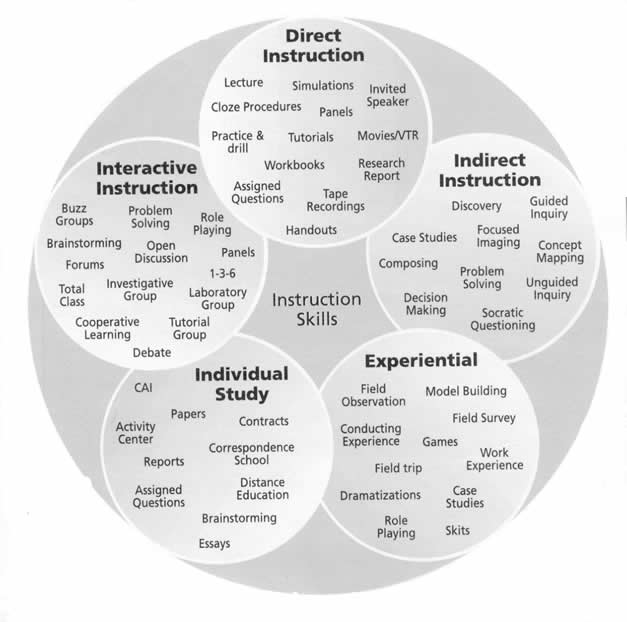 Direct
Instruction
Lecture
Simulations
Invited
Speaker
Cloze Procedures
Panels
Practice &
drill
Tutorials
Movies/VTR
Workbooks
Research
Report
Assigned
Questions
Tape
Recordings
Handouts
Interactive
Instruction
Buzz
Groups
Problem
Solving
Role
Playing
Brainstorming
Open
Discussion
Panels
Forums
1-3-6
Total
Class
Investigative
Group
Laboratory
Group
Cooperative
Learning
Tutorial
Group
Debate
Indirect
Instruction
Discovery
Guided
Inquiry
Case Studies
Focused
Imaging
Concept
Mapping
Composing
Problem
Solving
Unguided
Inquiry
Decision
Making
Socratic
Questioning
Instruction
Skills
Individual
Study
CAI
Papers
Contracts
Activity
Center
Correspondence
School
Reports
Assigned
Questions
Distance
Education
Brainstorming
Essays
Experiential
Field
Observation
Model Building
Field Survey
Conducting
Experience
Games
Work
Experience
Field trip
Dramatizations
Case
Studies
Role
Playing
Skits